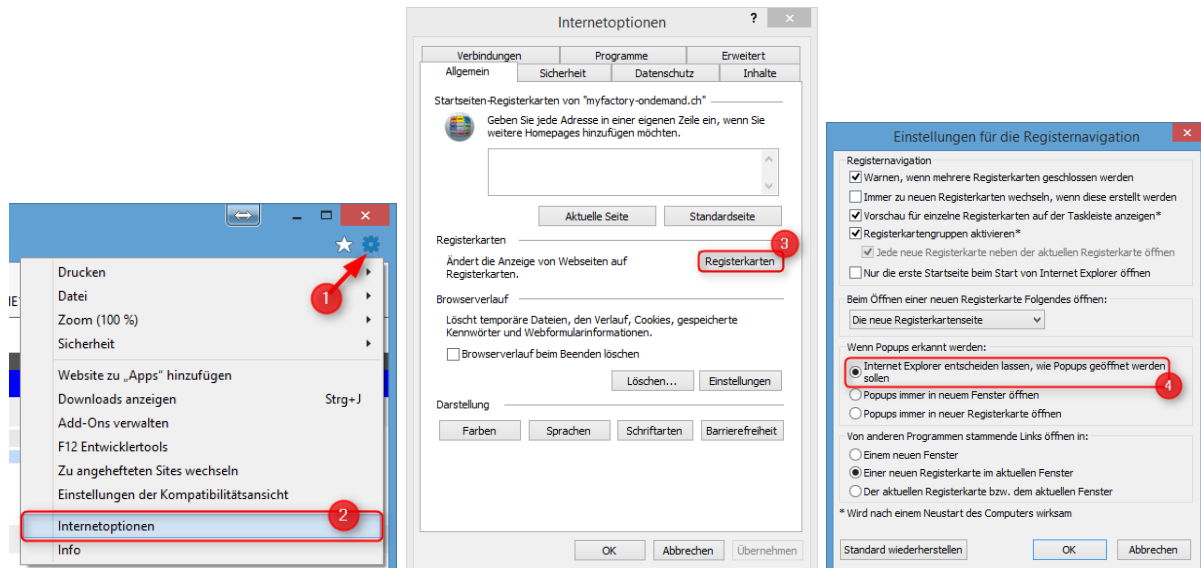 1
Drucken
Datei
Zoom (100 %)
Sicherheit
Website zu „Apps“ hinzufügen
Downloads anzeigen Strg+J
Add-Ons verwalten
F12 Entwicklertools
Zu angehefteten Sites wechseln
Einstellungen der Kompatibilitätsansicht
Internetoptionen 2
Info
Internetoptionen ?
Verbindungen Programme Erweitert
Allgemein Sicherheit Datenschutz Inhalte
Startseiten-Registerkarten von "myfactory-ondemand.ch"
Geben Sie jede Adresse in einer eigenen Zeile ein, wenn Sie
weitere Homepages hinzufügen möchten.
Aktuelle Seite Standardseite
Registerkarten 3
Ändert die Anzeige von Webseiten auf
Registerkarten.
Registerkarten
Browserverlauf
Löscht temporäre Dateien, den Verlauf, Cookies, gespeicherte
Kennwörter und Webformularinformationen.
Browserverlauf beim Beenden löschen
Löschen... Einstellungen
Darstellung
Farben Sprachen Schriftarten Barrierefreiheit
OK Abbrechen Übernehmen
Einstellungen für die Registernavigation
Registernavigation
Warnen, wenn mehrere Registerkarten geschlossen werden
Immer zu neuen Registerkarten wechseln, wenn diese erstellt werden
Vorschau für einzelne Registerkarten auf der Taskleiste anzeigen*
Registerkartengruppen aktivieren*
Jede neue Registerkarte neben der aktuellen Registerkarte öffnen
Nur die erste Startseite beim Start von Internet Explorer öffnen
Beim Öffnen einer neuen Registerkarte Folgendes öffnen:
Die neue Registerkartenseite
Wenn Popups erkannt werden:
Internet Explorer entscheiden lassen, wie Popups geöffnet werden
sollen 4
Popups immer in neuem Fenster öffnen
Popups immer in neuer Registerkarte öffnen
Von anderen Programmen stammende Links öffnen in:
Einem neuen Fenster
Einer neuen Registerkarte im aktuellen Fenster
Der aktuellen Registerkarte bzw. dem aktuellen Fenster
* Wird nach einem Neustart des Computers wirksam
Standard wiederherstellen OK Abbrechen